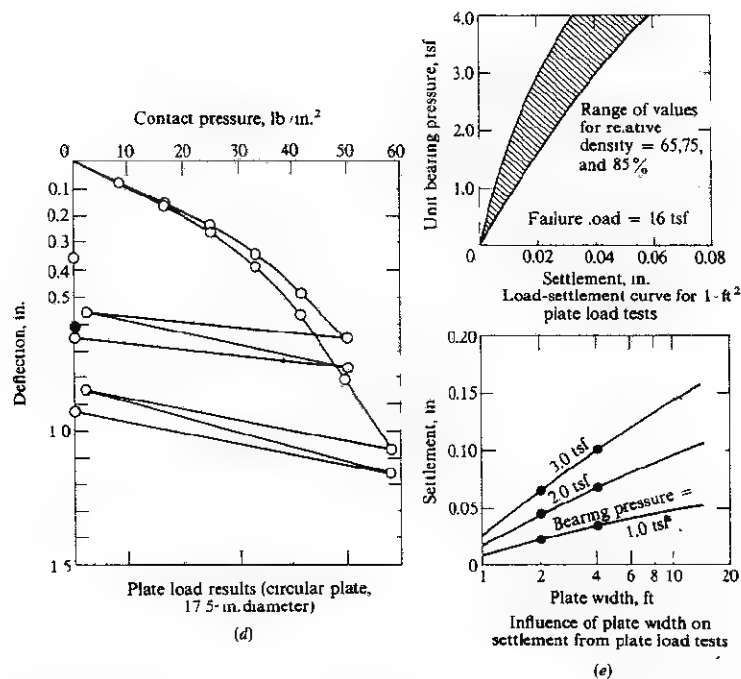 Contact pressure, lb/in.²
0 10 20 30 40 50 60
0.1
0.2
0.3
0.4
0.5
1 0
1 5
Deflection, in.
Plate load results (circular plate,
17 5-in. diameter)
(d)
4.0
3.0
2.0
1.0
0
Unit bearing pressure, tsf
Range of values
for relative
density = 65,75,
and 85%
Failure load = 16 tsf
0 0.02 0.04 0.06 0.08
Settlement, in.
Load-settlement curve for 1-ft²
plate load tests
0.20
0.15
0.10
0.05
0.00
Settlement, in
3.0 tsf
2.0 tsf
Bearing pressure =
1.0 tsf
1 2 4 6 8 10 20
Plate width, ft
Influence of plate width on
settlement from plate load tests
(e)